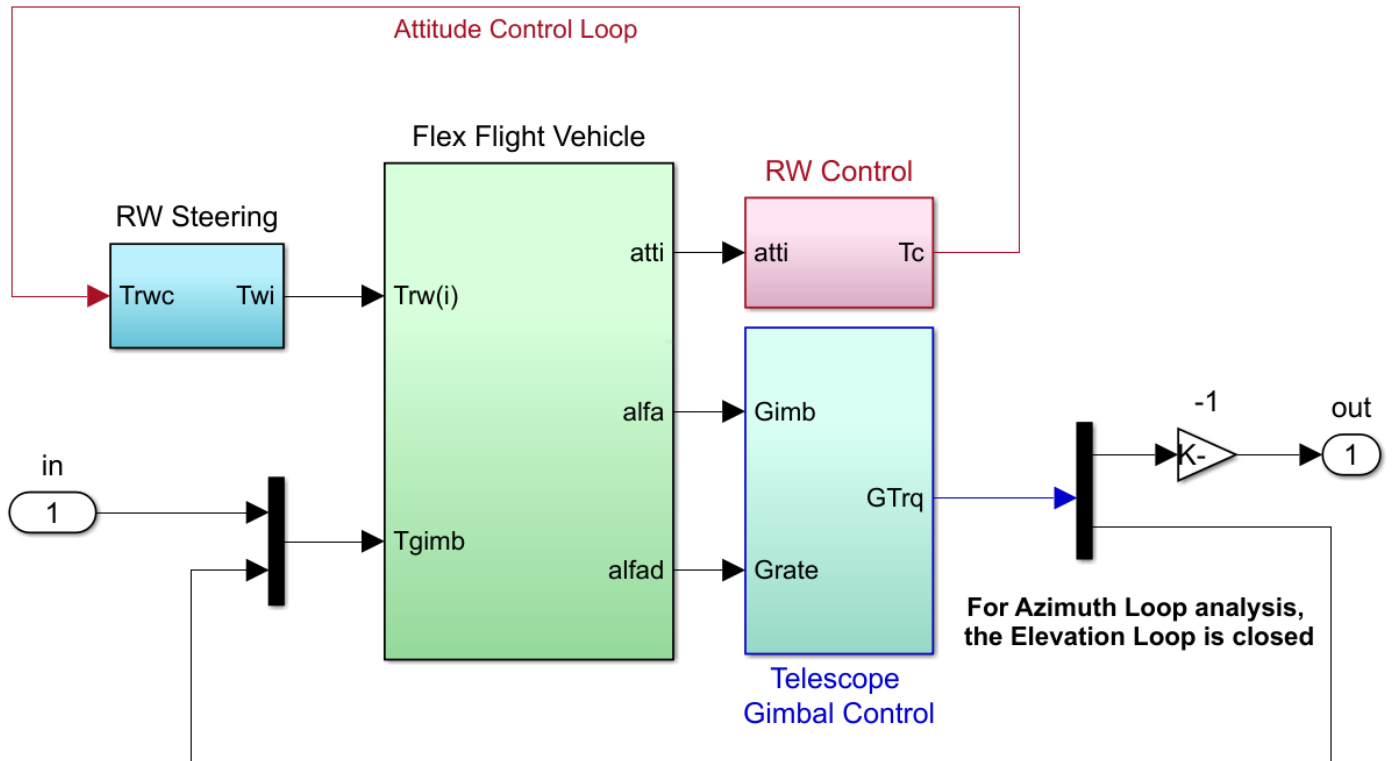 Attitude Control Loop
Flex Flight Vehicle
RW Control
RW Steering
atti
atti
Tc
Trwc
Twi
Trw(i)
alfa
Gimb
-1
out
K-
1
in
1
GTrq
Tgimb
alfad
Grate
For Azimuth Loop analysis,
the Elevation Loop is closed
Telescope
Gimbal Control